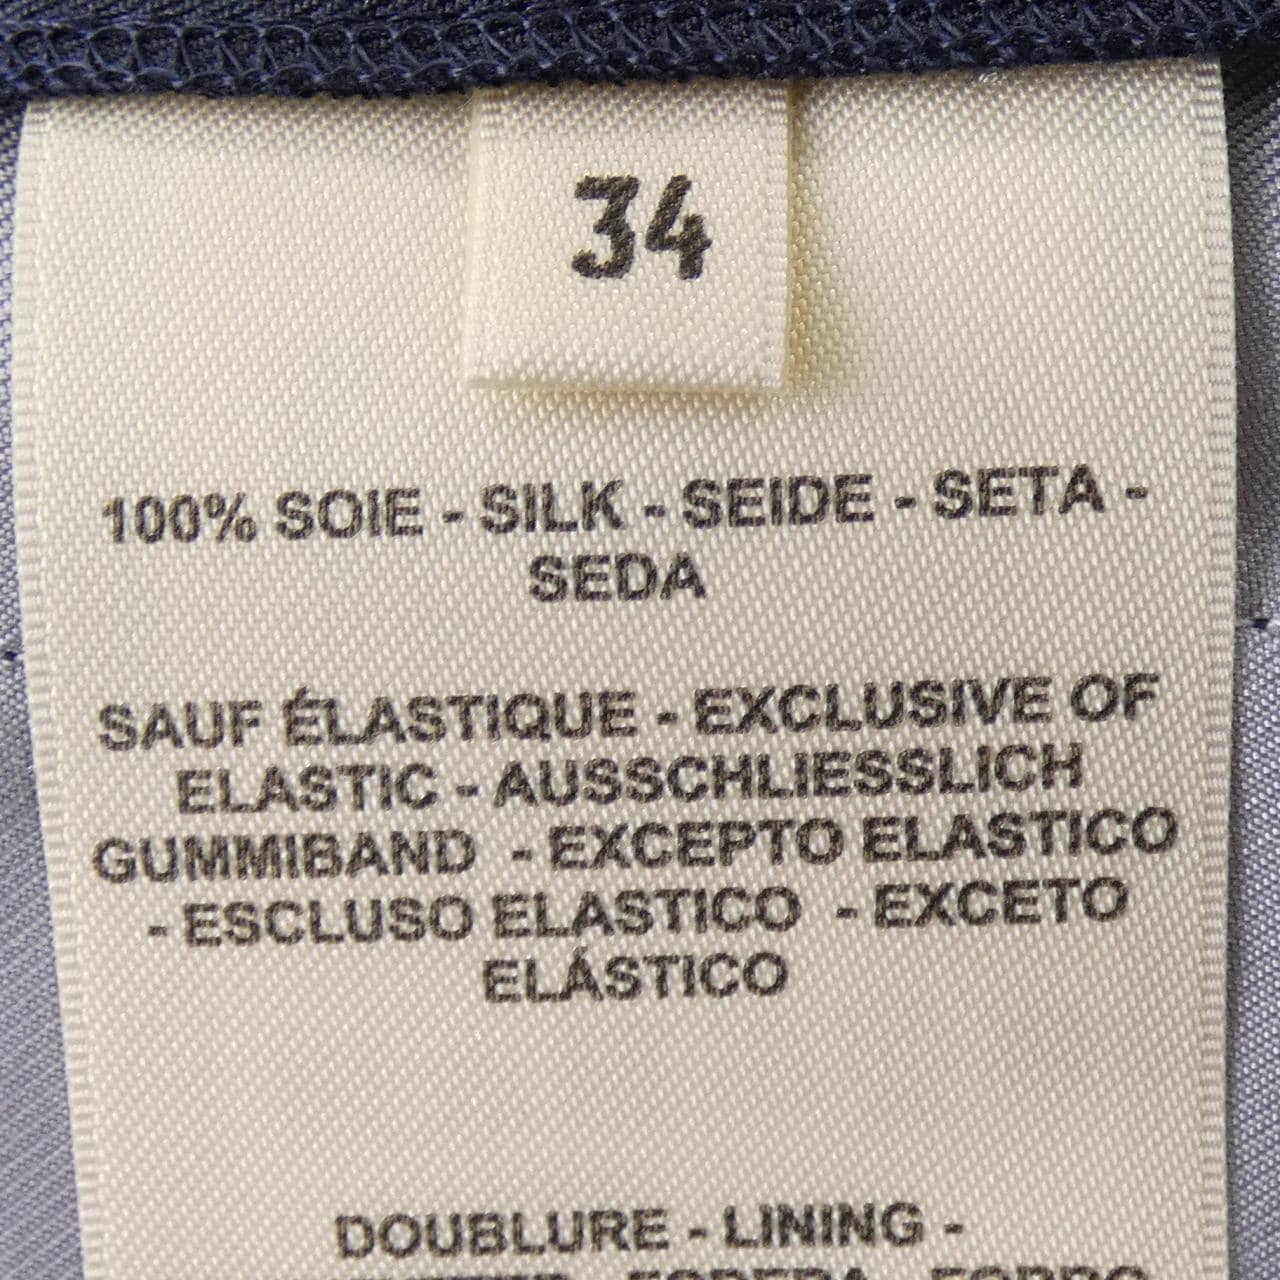 34
100% SOIE - SILK - SEIDE - SETA -
SEDA
SAUF ÉLASTIQUE - EXCLUSIVE OF
ELASTIC - AUSSCHLIESSLICH
GUMMIBAND - EXCEPTO ELASTICO
- ESCLUSO ELASTICO - EXCETO
ELÁSTICO
DOUBLURE - LINING -